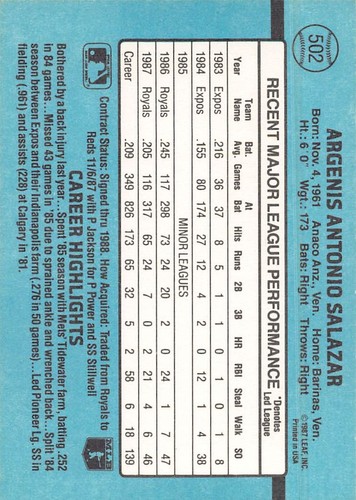 502
ARGENIS ANTONIO SALAZAR
Born: Nov. 4, 1961 Anaco Anz., Ven. Home: Barinas, Ven.
Ht.: 6' 0" Wgt.: 173 Bats: Right Throws: Right
©1987 LEAF, INC.
Printed in USA
RECENT MAJOR LEAGUE PERFORMANCE
*Denotes
Led League
Year Team Name Bat. Avg. Games At Bat Hits Runs 2B 3B HR RBI Steal Walk SO
1983 Expos .216 36 37 8 5 1 1 0 1 0 1 8
1984 Expos .155 80 174 27 12 4 2 0 12 1 4 38
1985 MINOR LEAGUES
1986 Royals .245 117 298 73 24 20 2 0 24 1 7 47
1987 Royals .205 116 317 65 24 7 0 2 21 4 6 46
Career .209 349 826 173 65 32 5 2 58 6 18 139
Contract Status: Signed thru 1988. How Acquired: Traded from Royals to
Reds 11/6/87 with P Jackson for P Power and SS Stillwell
CAREER HIGHLIGHTS
Bothered by a back injury last year...Spent '85 season with Mets' Tidewater farm, batting .252
in 84 games...Missed 43 games in '85 due to sprained ankle and wrenched back...Split '84
season between Expos and their Indianapolis farm (.276 in 50 games)...Led Pioneer Lg. SS in
fielding (.961) and assists (228) at Calgary in '81.